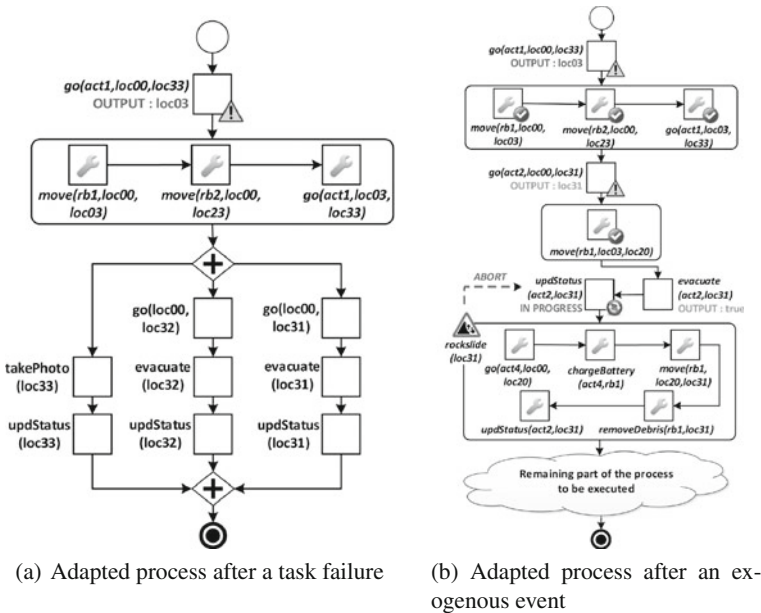 go(act1,loc00,loc33)
OUTPUT : loc03
move(rb1,loc00,
loc03)
move(rb2,loc00,
loc23)
go(act1,loc03,
loc33)
go(loc00,
loc32)
go(loc00,
loc31)
takePhoto
(loc33)
evacuate
(loc32)
evacuate
(loc31)
updStatus
(loc33)
updStatus
(loc32)
updStatus
(loc31)
(a) Adapted process after a task failure
go(act1,loc00,loc33)
OUTPUT : loc03
move(rb1,loc00,
loc03)
move(rb2,loc00,
loc23)
go(act1,loc03,
loc33)
go(act2,loc00,loc31)
OUTPUT : loc31
move(rb1,loc03,loc20)
ABORT
updStatus
(act2,loc31)
IN PROGRESS
evacuate
(act2,loc31)
OUTPUT : true
rockslide
(loc31)
go(act4,loc00,
loc20)
chargeBattery
(act4,rb1)
move(rb1,
loc20,loc31)
updStatus(act2,loc31)
removeDebris(rb1,loc31)
Remaining part of the process
to be executed
(b) Adapted process after an ex-
ogenous event